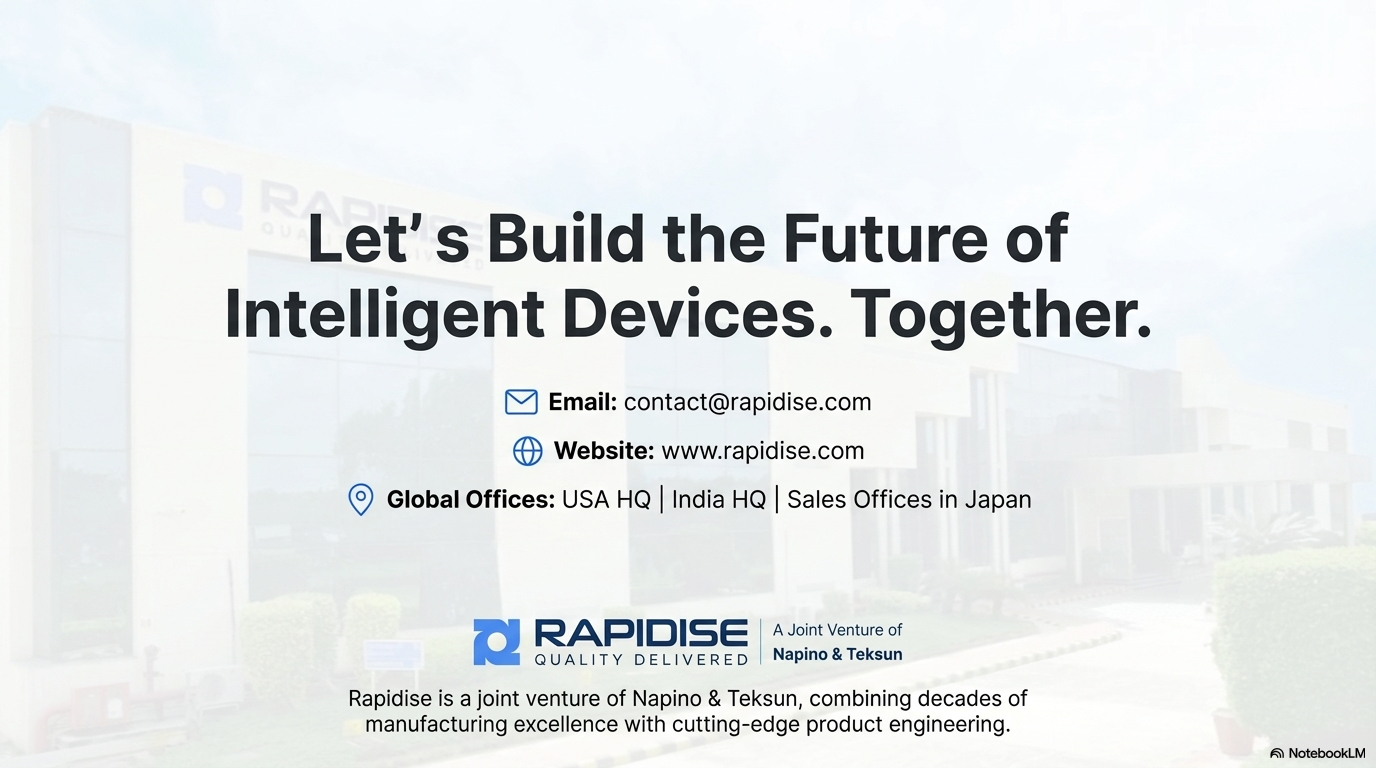 RAPIDISE
Let’s Build the Future of
Intelligent Devices. Together.
Email: contact@rapidise.com
Website: www.rapidise.com
Global Offices: USA HQ | India HQ | Sales Offices in Japan
RAPIDISE
QUALITY DELIVERED
A Joint Venture of
Napino & Teksun
Rapidise is a joint venture of Napino & Teksun, combining decades of
manufacturing excellence with cutting-edge product engineering.
NotebookLM